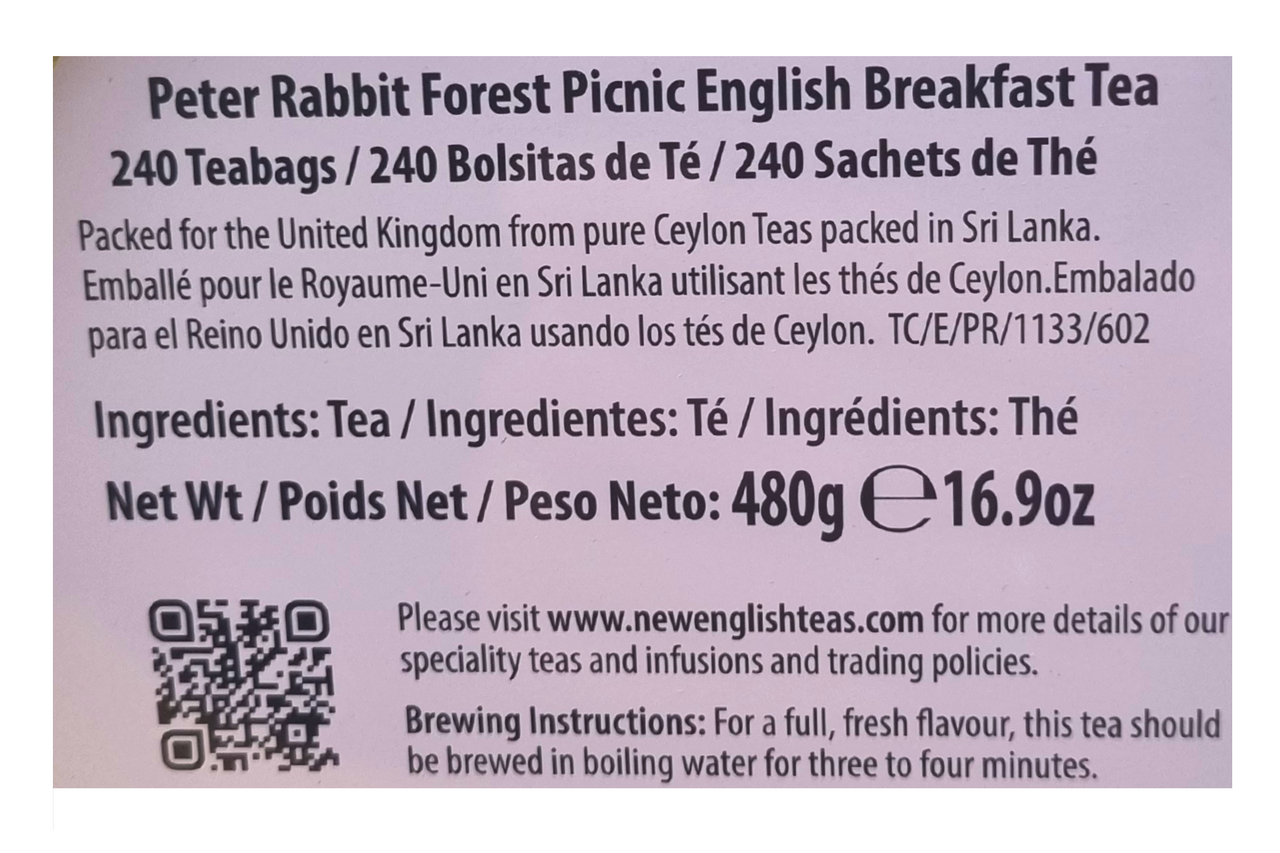 Peter Rabbit Forest Picnic English Breakfast Tea
240 Teabags / 240 Bolsitas de Té / 240 Sachets de Thé
Packed for the United Kingdom from pure Ceylon Teas packed in Sri Lanka.
Emballé pour le Royaume-Uni en Sri Lanka utilisant les thés de Ceylon.Embalado
para el Reino Unido en Sri Lanka usando los tés de Ceylon. TC/E/PR/1133/602
Ingredients: Tea / Ingredientes: Té / Ingrédients: Thé
Net Wt / Poids Net / Peso Neto: 480g ℮ 16.9oz
Please visit www.newenglishteas.com for more details of our
speciality teas and infusions and trading policies.
Brewing Instructions: For a full, fresh flavour, this tea should
be brewed in boiling water for three to four minutes.